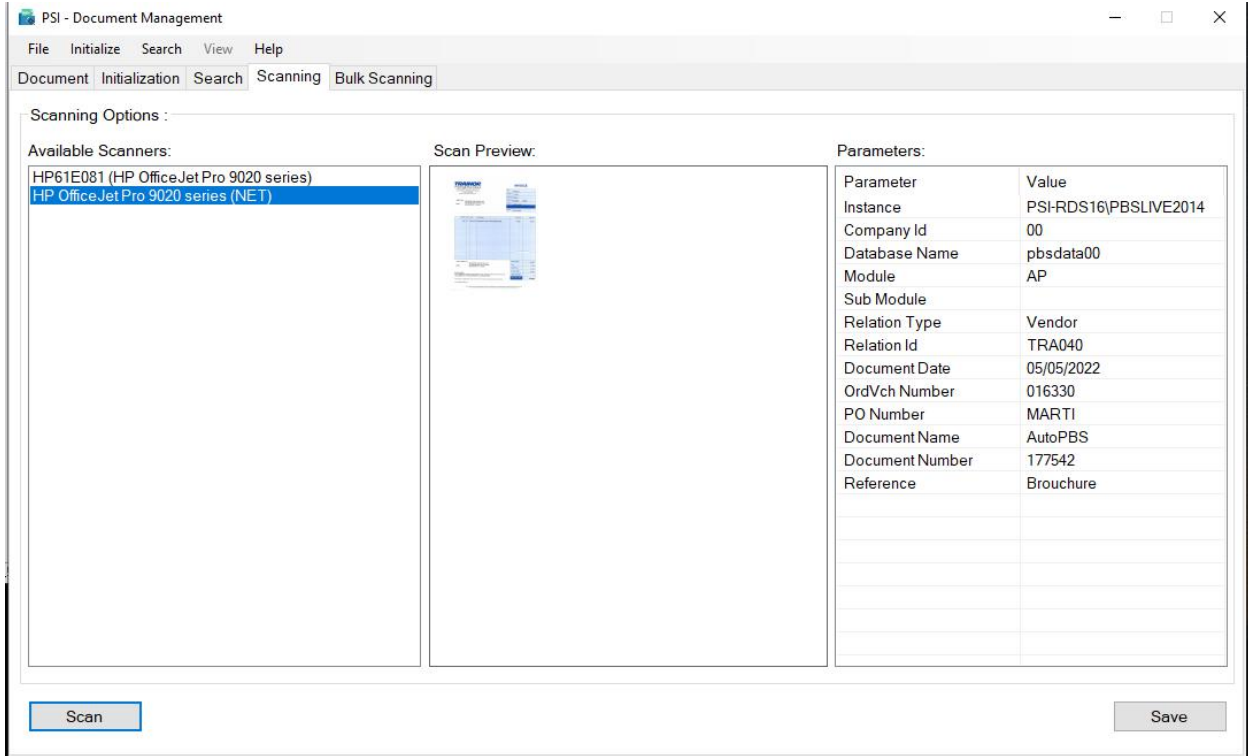 PSI - Document Management
File Initialize Search View Help
Document Initialization Search Scanning Bulk Scanning
Scanning Options :
Available Scanners:
HP61E081 (HP OfficeJet Pro 9020 series)
HP OfficeJet Pro 9020 series (NET)
Scan Preview:
Parameters:
Parameter Value
Instance PSI-RDS16\PBSLIVE2014
Company Id 00
Database Name pbsdata00
Module AP
Sub Module
Relation Type Vendor
Relation Id TRA040
Document Date 05/05/2022
OrdVch Number 016330
PO Number MARTI
Document Name AutoPBS
Document Number 177542
Reference Brouchure
Scan Save